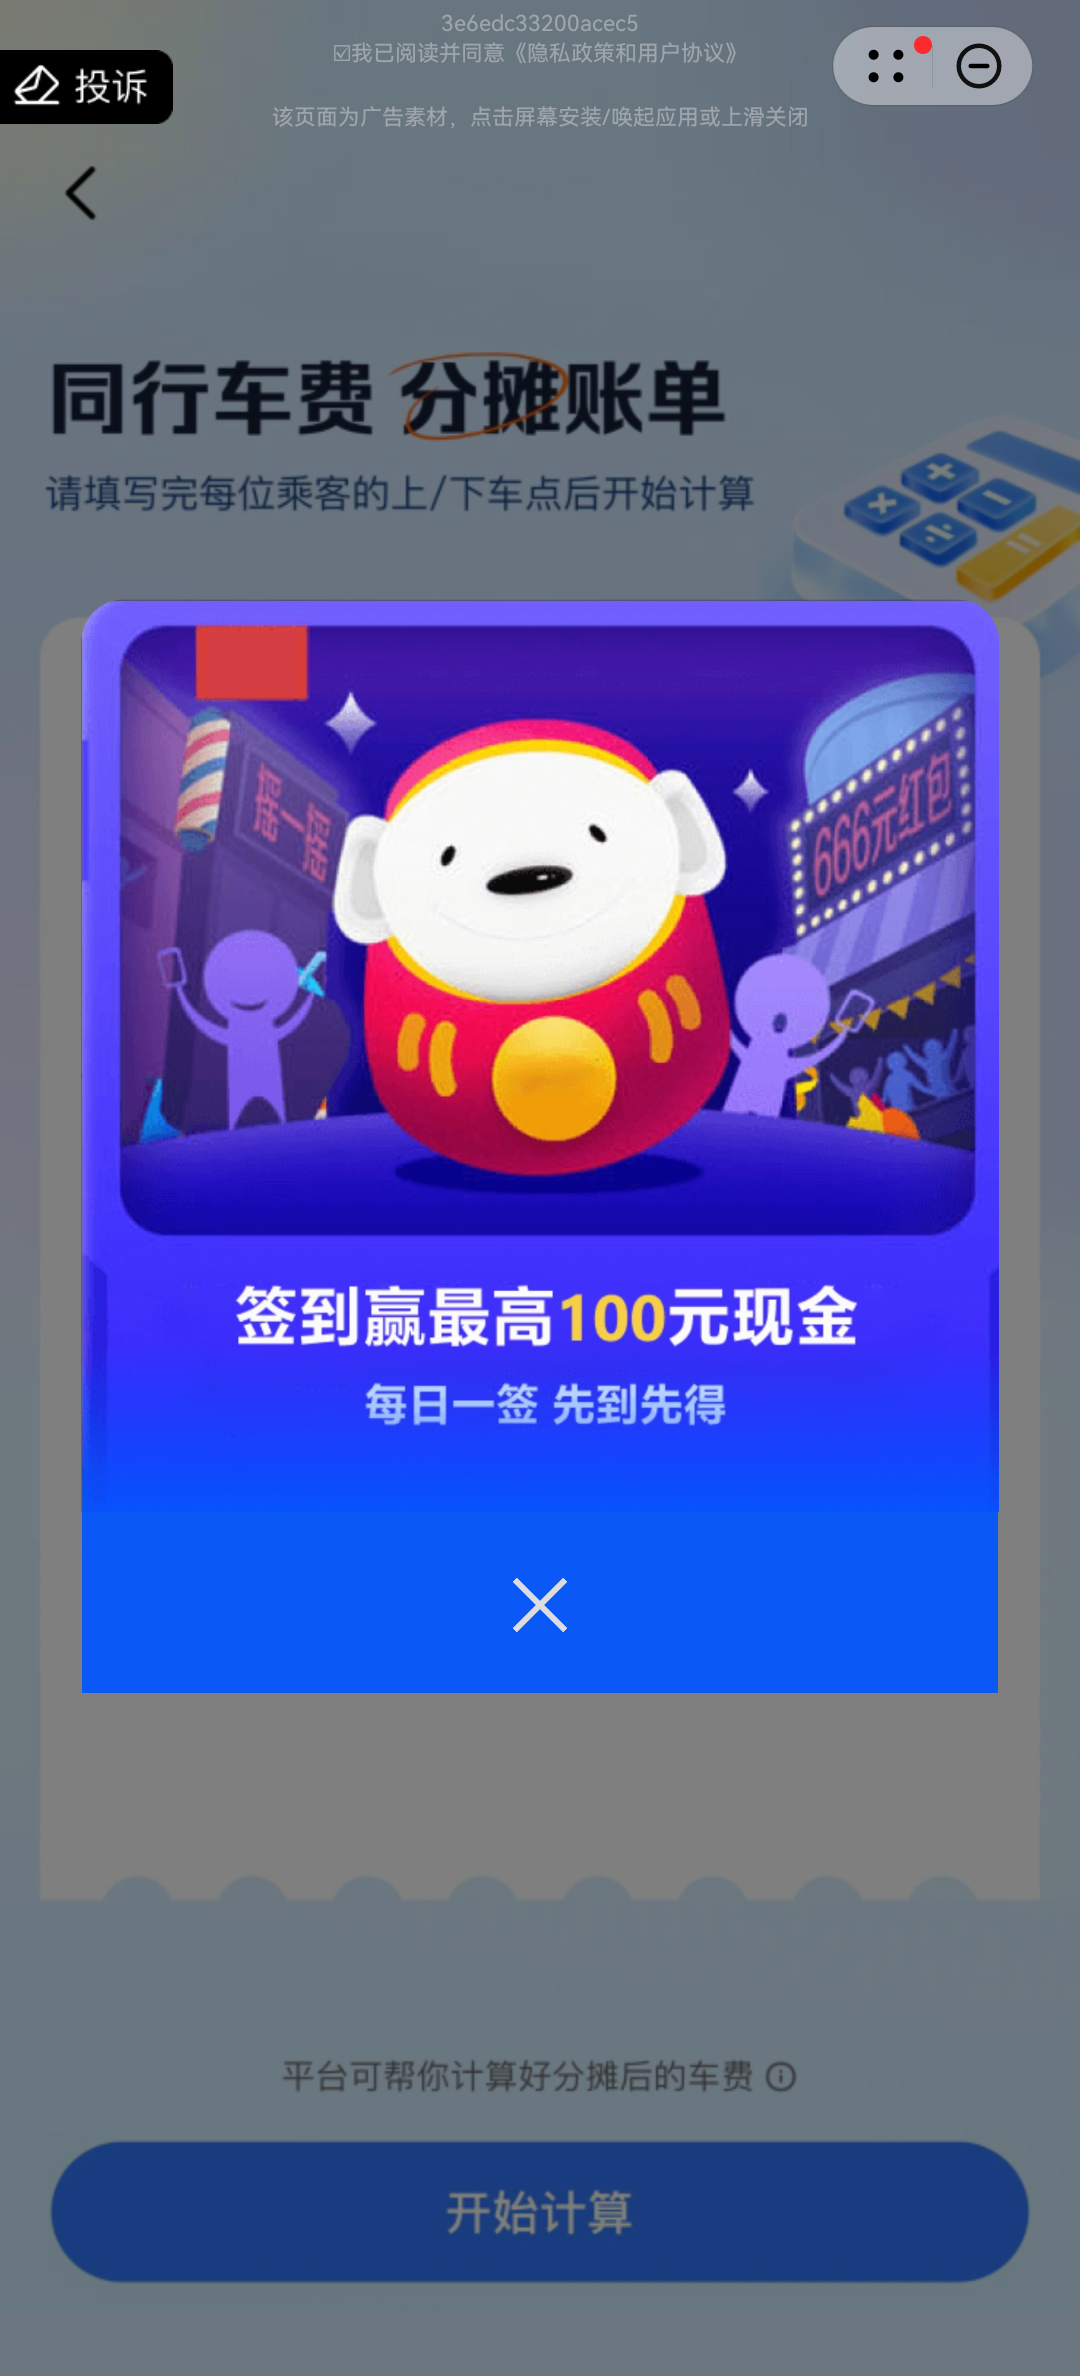 3e6edc33200acec5
☑我已阅读并同意《隐私政策和用户协议》
投诉
该页面为广告素材，点击屏幕安装/唤起应用或上滑关闭
同行车费 分摊账单
请填写完每位乘客的上/下车点后开始计算
摇一摇
666元红包
签到赢最高100元现金
每日一签 先到先得
平台可帮你计算好分摊后的车费
开始计算